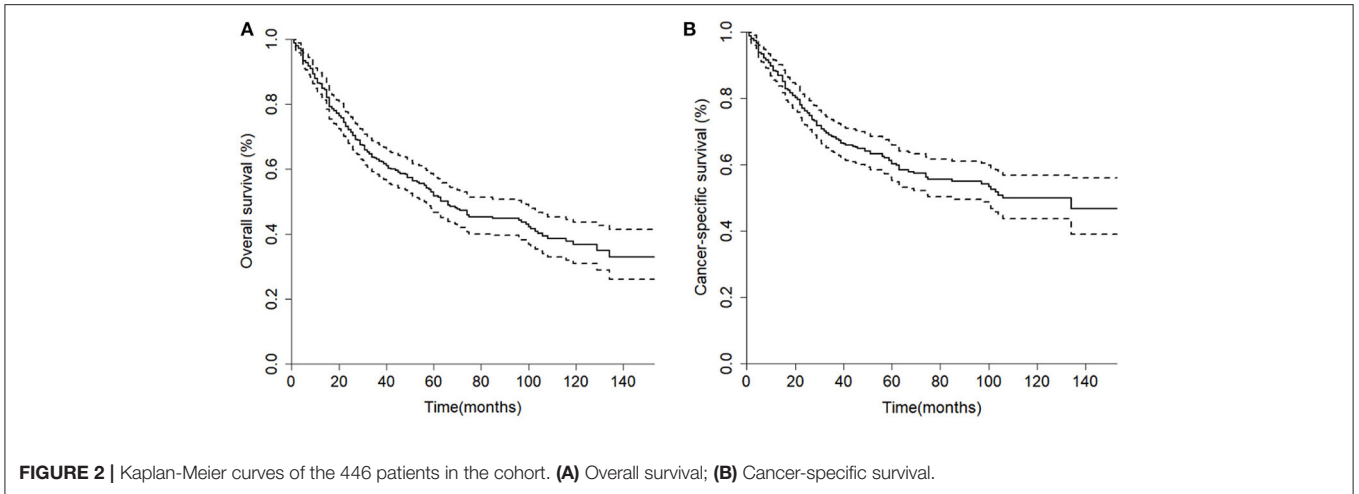 A
Overall survival (%)
1.0
0.8
0.6
0.4
0.2
0.0
0 20 40 60 80 100 120 140
Time(months)
B
Cancer-specific survival (%)
1.0
0.8
0.6
0.4
0.2
0.0
0 20 40 60 80 100 120 140
Time(months)
FIGURE 2 | Kaplan-Meier curves of the 446 patients in the cohort. (A) Overall survival; (B) Cancer-specific survival.